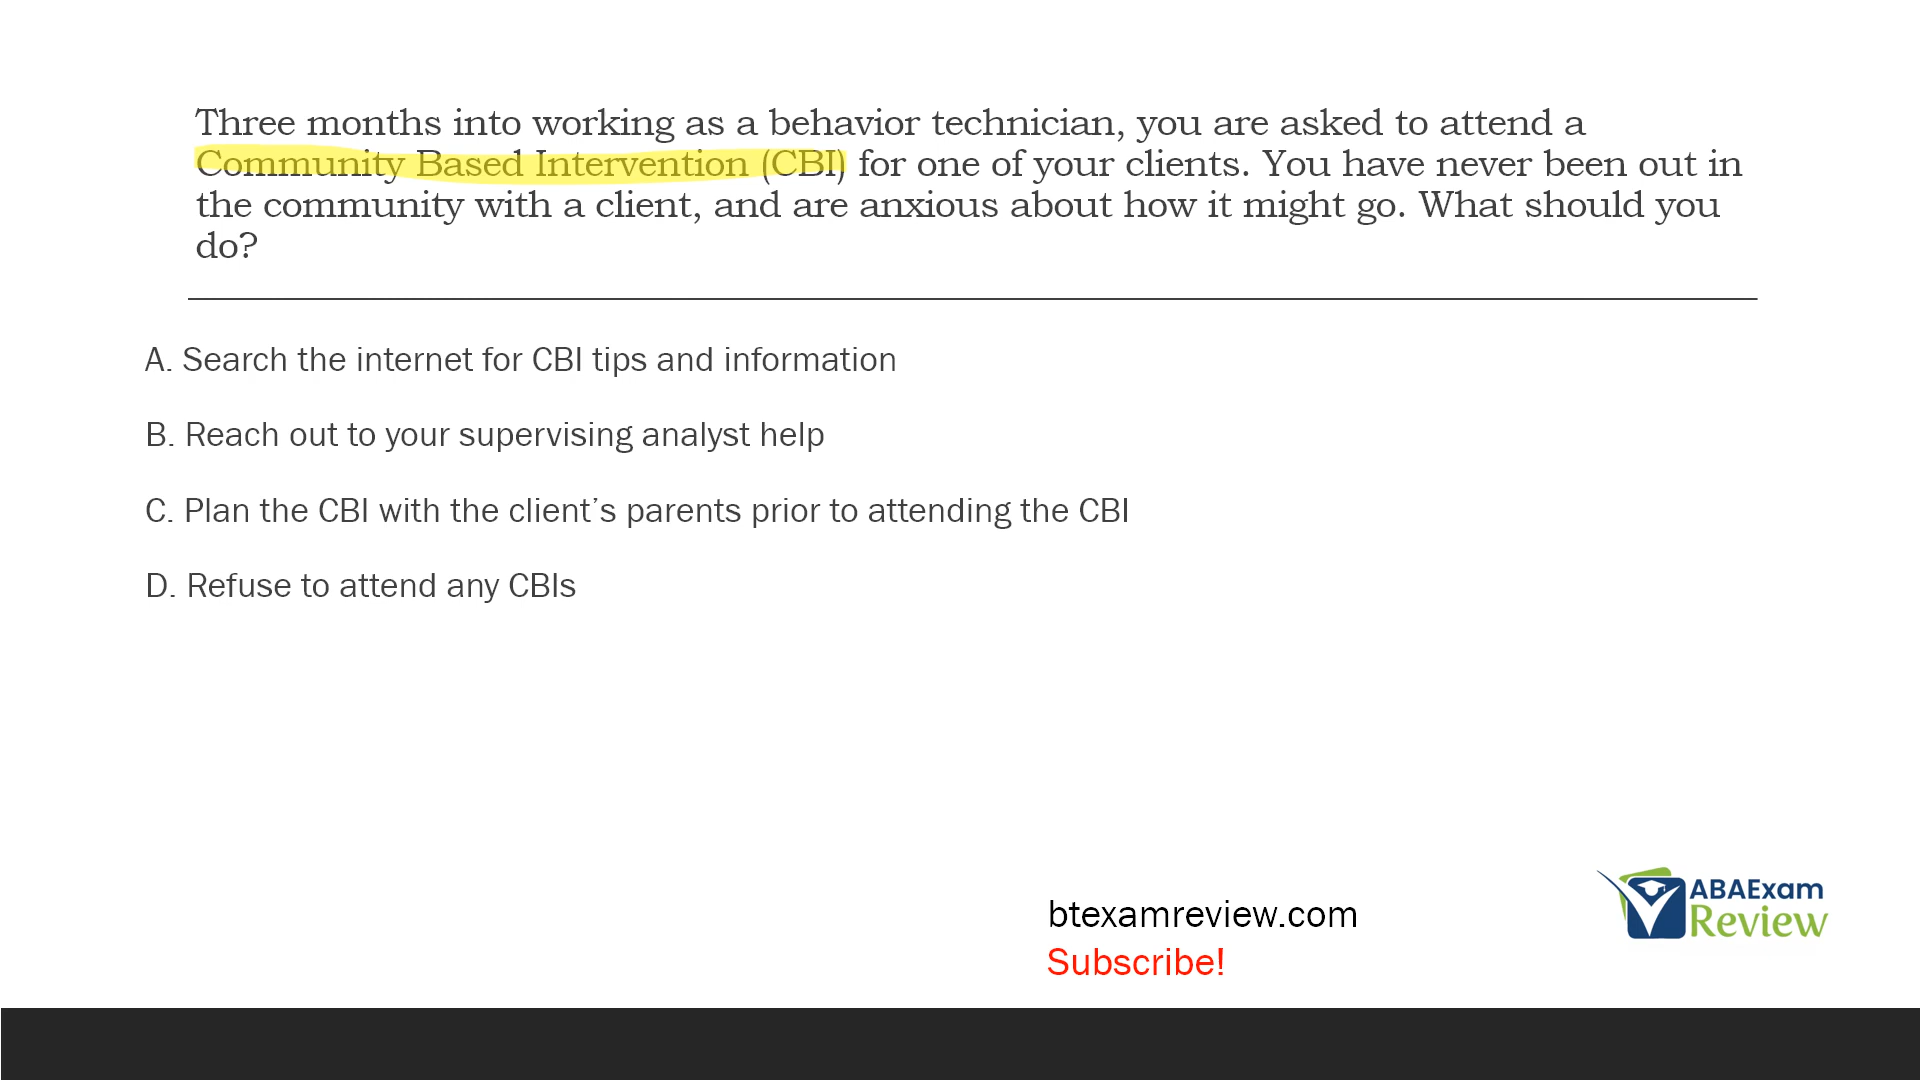 Three months into working as a behavior technician, you are asked to attend a
Community Based Intervention (CBI) for one of your clients. You have never been out in
the community with a client, and are anxious about how it might go. What should you
do?
A. Search the internet for CBI tips and information
B. Reach out to your supervising analyst help
C. Plan the CBI with the client’s parents prior to attending the CBI
D. Refuse to attend any CBIs
btexamreview.com
Subscribe!
ABAExam
Review